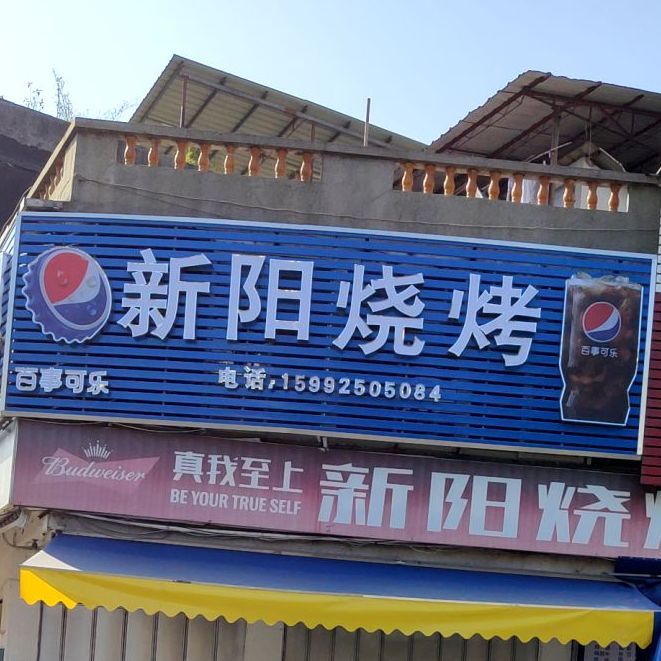 新阳烧烤
百事可乐
百事可乐
电话,15992505084
Budweiser
真我至上
BE YOUR TRUE SELF
新阳烧